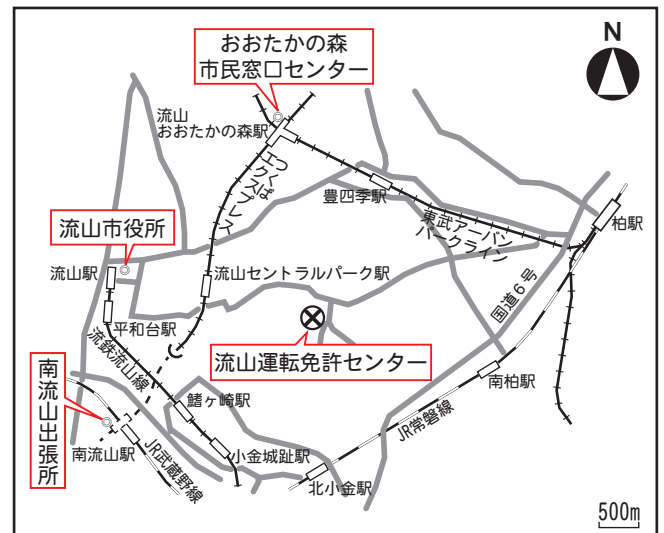 N
おおたかの森
市民窓口センター
流山
おおたかの森駅
つくば
エクスプレス
豊四季駅
東武アーバン
パークライン
柏駅
流山市役所
流山駅
流山セントラルパーク駅
国道6号
平和台駅
流鉄流山線
流山運転免許センター
南流山出張所
鰭ヶ崎駅
南柏駅
JR常磐線
南流山駅
JR武蔵野線
小金城趾駅
北小金駅
500m